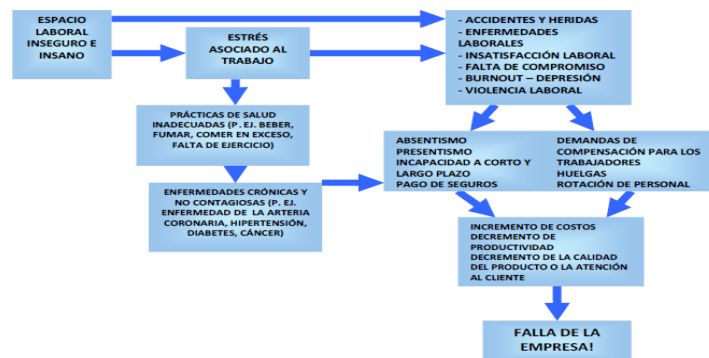 ESPACIO
LABORAL
INSEGURO E
INSANO
ESTRÉS
ASOCIADO AL
TRABAJO
- ACCIDENTES Y HERIDAS
- ENFERMEDADES
LABORALES
- INSATISFACCIÓN LABORAL
- FALTA DE COMPROMISO
- BURNOUT – DEPRESIÓN
- VIOLENCIA LABORAL
PRÁCTICAS DE SALUD
INADECUADAS (P. EJ. BEBER,
FUMAR, COMER EN EXCESO,
FALTA DE EJERCICIO)
ENFERMEDADES CRÓNICAS Y
NO CONTAGIOSAS (P. EJ.
ENFERMEDAD DE LA ARTERIA
CORONARIA, HIPERTENSIÓN,
DIABETES, CÁNCER)
ABSENTISMO
PRESENTISMO
INCAPACIDAD A CORTO Y
LARGO PLAZO
PAGO DE SEGUROS
DEMANDAS DE
COMPENSACIÓN PARA LOS
TRABAJADORES
HUELGAS
ROTACIÓN DE PERSONAL
INCREMENTO DE COSTOS
DECREMENTO DE
PRODUCTIVIDAD
DECREMENTO DE LA CALIDAD
DEL PRODUCTO O LA ATENCIÓN
AL CLIENTE
FALLA DE LA
EMPRESA!